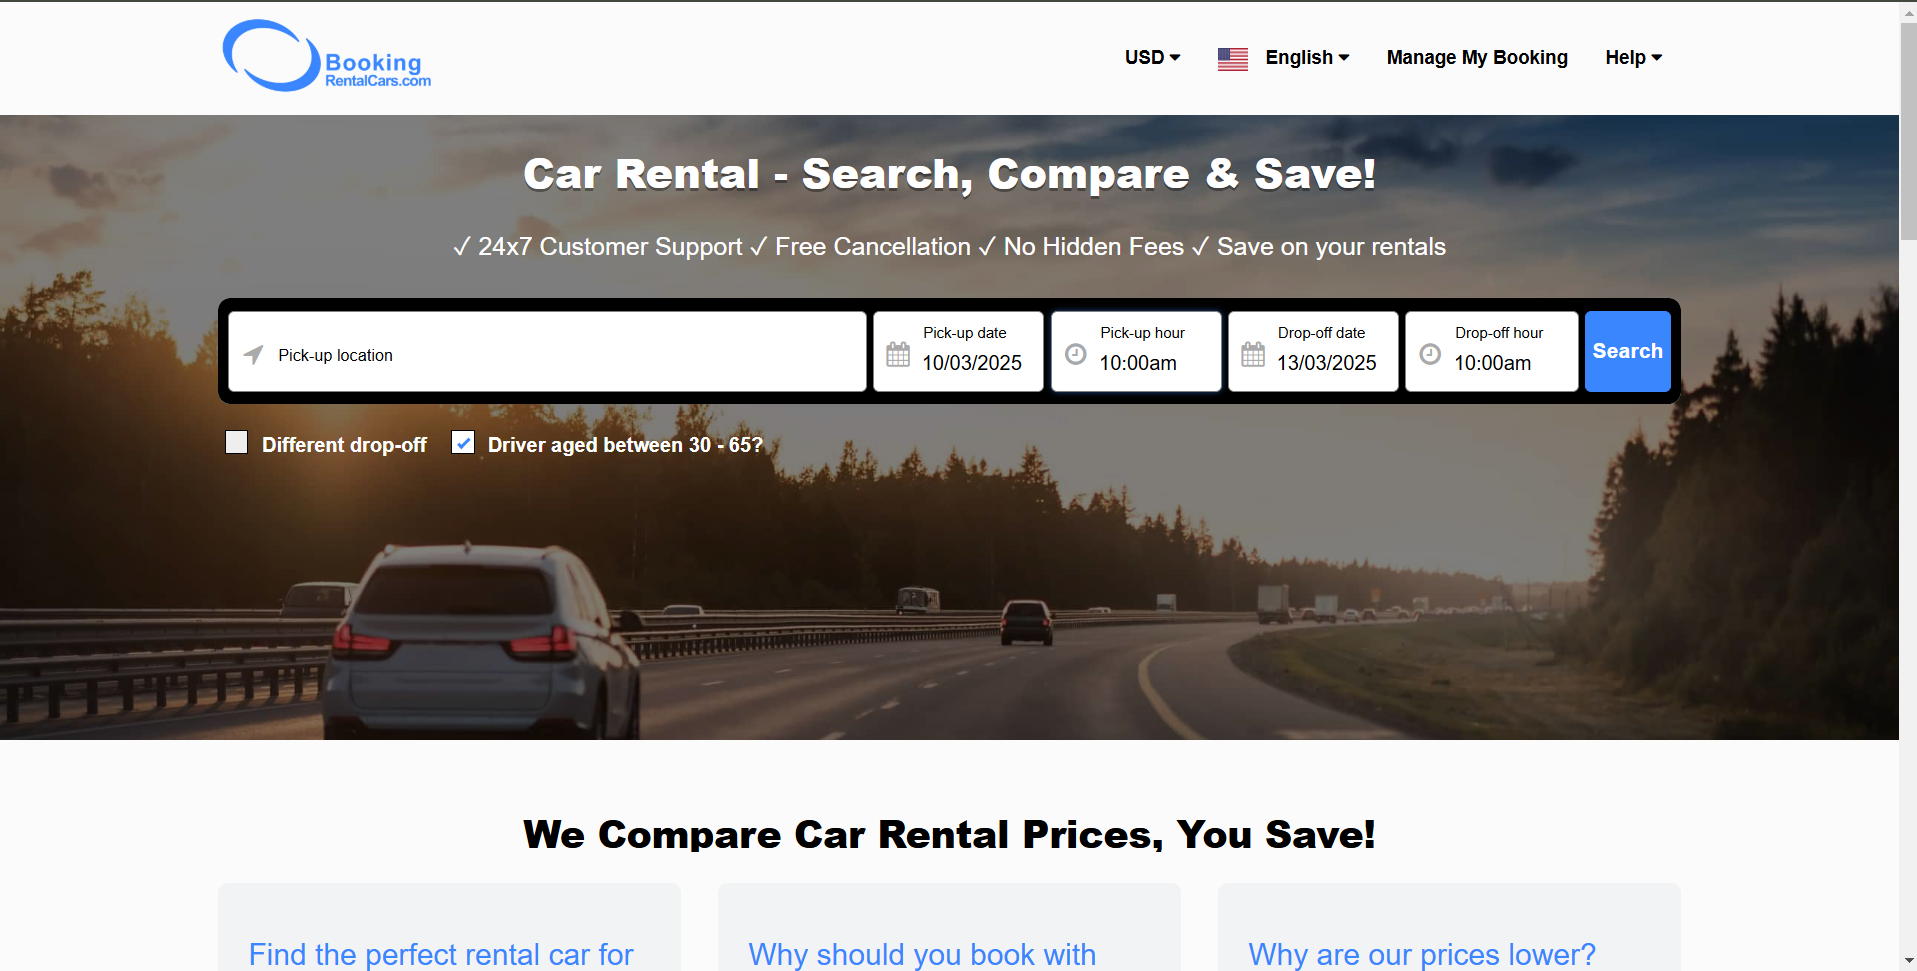 Booking
RentalCars.com
USD
English
Manage My Booking
Help
Car Rental - Search, Compare & Save!
✓ 24x7 Customer Support ✓ Free Cancellation ✓ No Hidden Fees ✓ Save on your rentals
Pick-up location
Pick-up date
10/03/2025
Pick-up hour
10:00am
Drop-off date
13/03/2025
Drop-off hour
10:00am
Search
Different drop-off
Driver aged between 30 - 65?
We Compare Car Rental Prices, You Save!
Find the perfect rental car for
Why should you book with
Why are our prices lower?